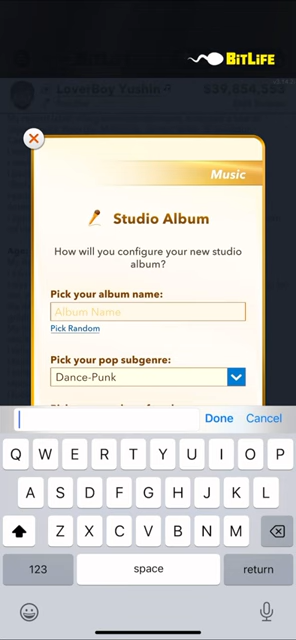 BitLife
LoverBoy Yushin
$39,854,553
Music
Studio Album
How will you configure your new studio
album?
Pick your album name:
Album Name
Pick Random
Pick your pop subgenre:
Dance-Punk
Done
Cancel
Q W E R T Y U I O P
A S D F G H J K L
Z X C V B N M
123
space
return